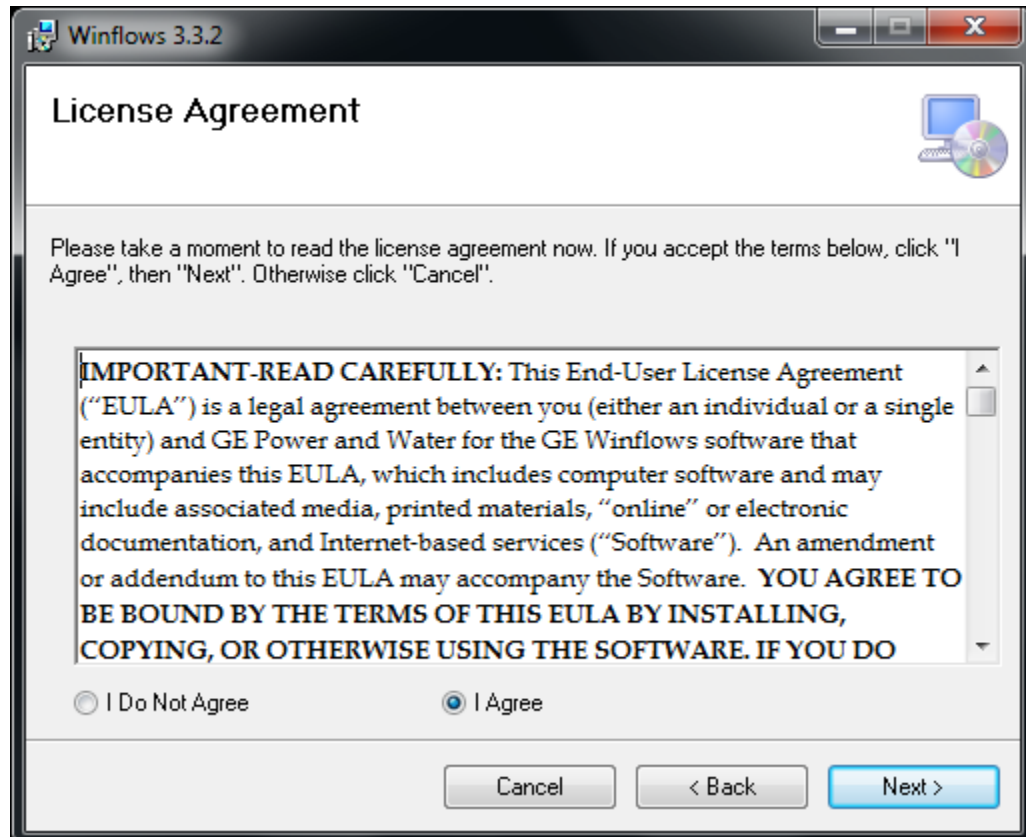 Winflows 3.3.2
License Agreement
Please take a moment to read the license agreement now. If you accept the terms below, click "I
Agree", then "Next". Otherwise click "Cancel".
IMPORTANT-READ CAREFULLY: This End-User License Agreement
(“EULA”) is a legal agreement between you (either an individual or a single
entity) and GE Power and Water for the GE Winflows software that
accompanies this EULA, which includes computer software and may
include associated media, printed materials, “online” or electronic
documentation, and Internet-based services (“Software”).  An amendment
or addendum to this EULA may accompany the Software.  YOU AGREE TO
BE BOUND BY THE TERMS OF THIS EULA BY INSTALLING,
COPYING, OR OTHERWISE USING THE SOFTWARE. IF YOU DO
I Do Not Agree
I Agree
Cancel
< Back
Next >